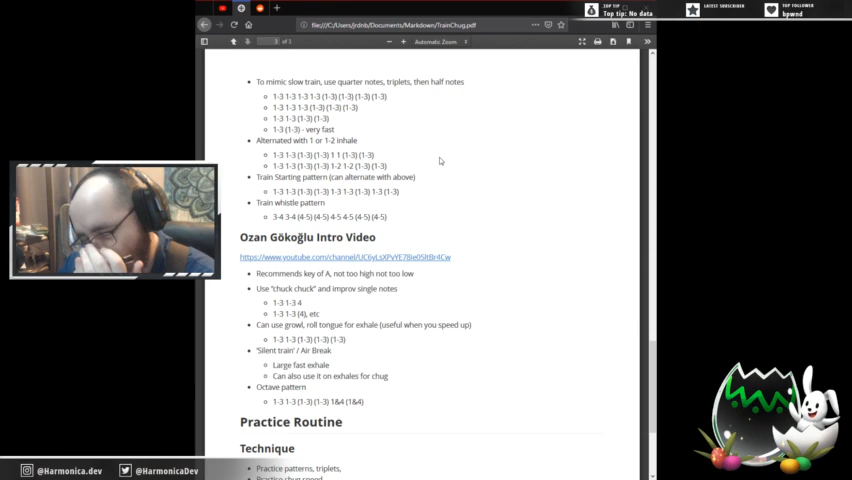 TOP TIP
Top tip: No data
LATEST SUBSCRIBER
TOP FOLLOWER
bpwnd
file:///C:/Users/jrdnb/Documents/Markdown/TrainChug.pdf
Automatic Zoom
To mimic slow train, use quarter notes, triplets, then half notes
1-3 1-3 1-3 1-3 (1-3) (1-3) (1-3) (1-3)
1-3 1-3 1-3 (1-3) (1-3) (1-3)
1-3 1-3 (1-3) (1-3)
1-3 (1-3) - very fast
Alternated with 1 or 1-2 inhale
1-3 1-3 (1-3) (1-3) 1 1 (1-3) (1-3)
1-3 1-3 (1-3) (1-3) 1-2 1-2 (1-3) (1-3)
Train Starting pattern (can alternate with above)
1-3 1-3 (1-3) (1-3) 1-3 1-3 (1-3) 1-3 (1-3)
Train whistle pattern
3-4 3-4 (4-5) (4-5) 4-5 4-5 (4-5) (4-5)
Ozan Gökoğlu Intro Video
Recommends key of A, not too high not too low
Use "chuck chuck" and improv single notes
1-3 1-3 4
1-3 1-3 (4), etc
Can use growl, roll tongue for exhale (useful when you speed up)
1-3 1-3 (1-3) (1-3) (1-3)
'Silent train' / Air Break
Large fast exhale
Can also use it on exhales for chug
Octave pattern
1-3 1-3 (1-3) (1-3) 1&4 (1&4)
Practice Routine
Technique
Practice patterns, triplets,
Practice chug speed
@Harmonica.dev
@HarmonicaDev